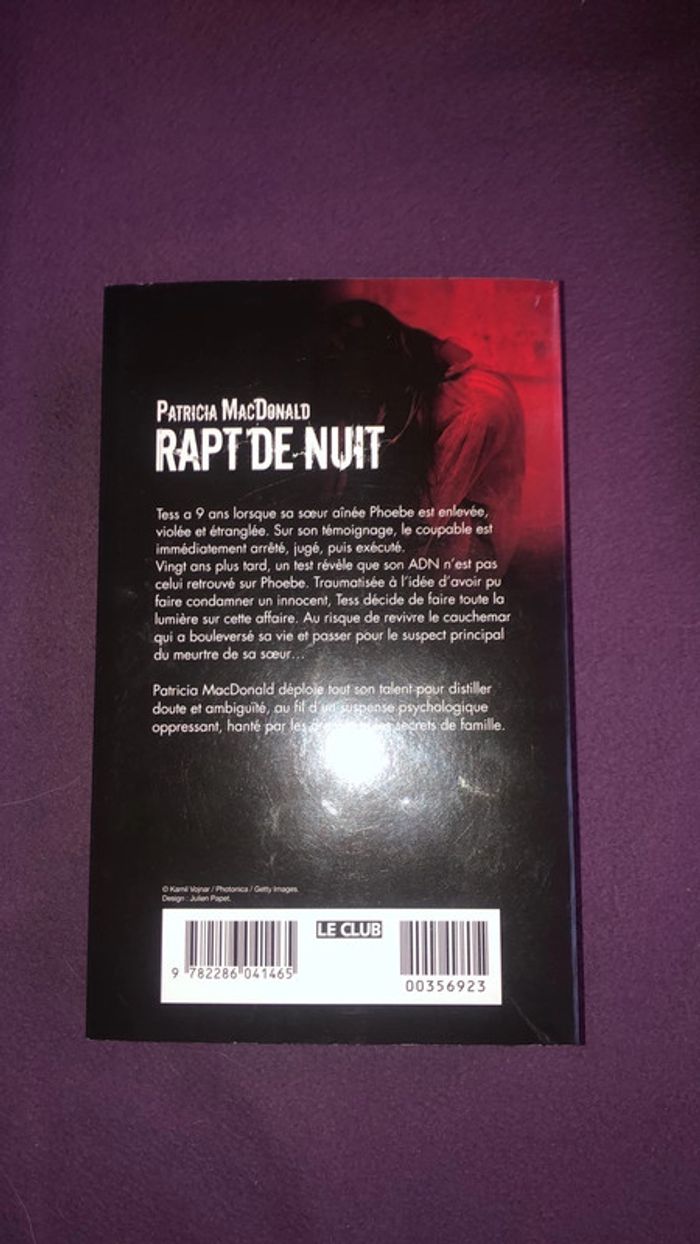 PATRICIA MACDONALD
RAPT DE NUIT
Tess a 9 ans lorsque sa sœur aînée Phoebe est enlevée,
violée et étranglée. Sur son témoignage, le coupable est
immédiatement arrêté, jugé, puis exécuté.
Vingt ans plus tard, un test révèle que son ADN n'est pas
celui retrouvé sur Phoebe. Traumatisée à l'idée d'avoir pu
faire condamner un innocent, Tess décide de faire toute la
lumière sur cette affaire. Au risque de revivre le cauchemar
qui a bouleversé sa vie et passer pour le suspect principal
du meurtre de sa sœur...
Patricia MacDonald déploie tout son talent pour distiller
doute et ambiguïté, au fil d'un suspense psychologique
oppressant, hanté par les secrets de famille.
© Kamil Vojnar / Photonica / Getty Images.
Design : Julien Papet.
LE CLUB
9 782286 041465
00356923